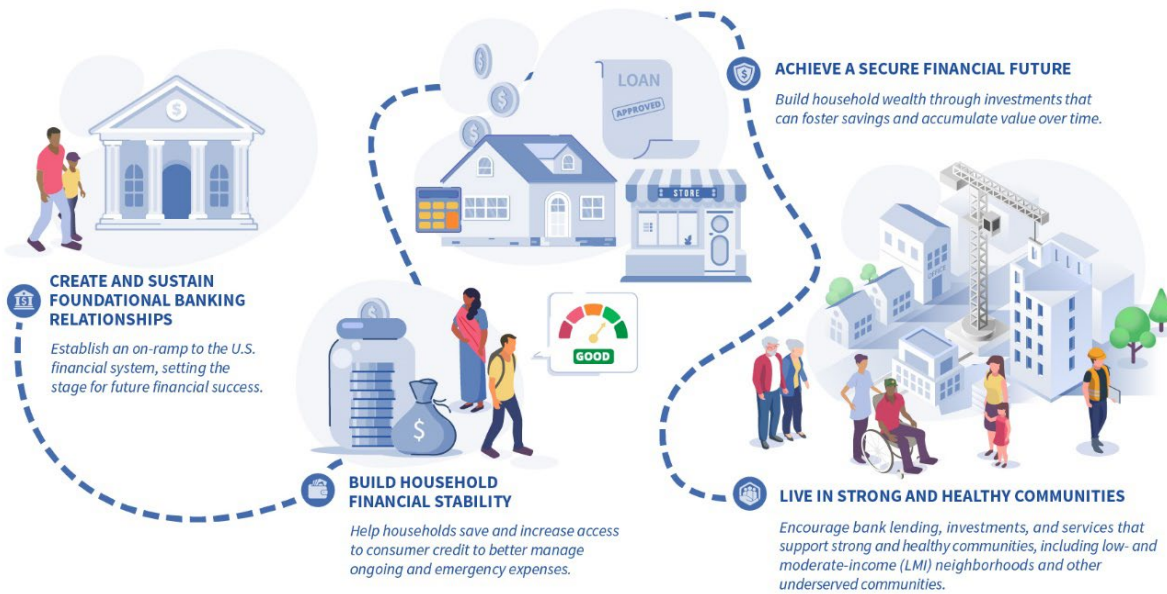 CREATE AND SUSTAIN
FOUNDATIONAL BANKING
RELATIONSHIPS
Establish an on-ramp to the U.S.
financial system, setting the
stage for future financial success.
GOOD
BUILD HOUSEHOLD
FINANCIAL STABILITY
Help households save and increase access
to consumer credit to better manage
ongoing and emergency expenses.
LOAN
APPROVED
STORE
ACHIEVE A SECURE FINANCIAL FUTURE
Build household wealth through investments that
can foster savings and accumulate value over time.
OFFICE
LIVE IN STRONG AND HEALTHY COMMUNITIES
Encourage bank lending, investments, and services that
support strong and healthy communities, including low- and
moderate-income (LMI) neighborhoods and other
underserved communities.